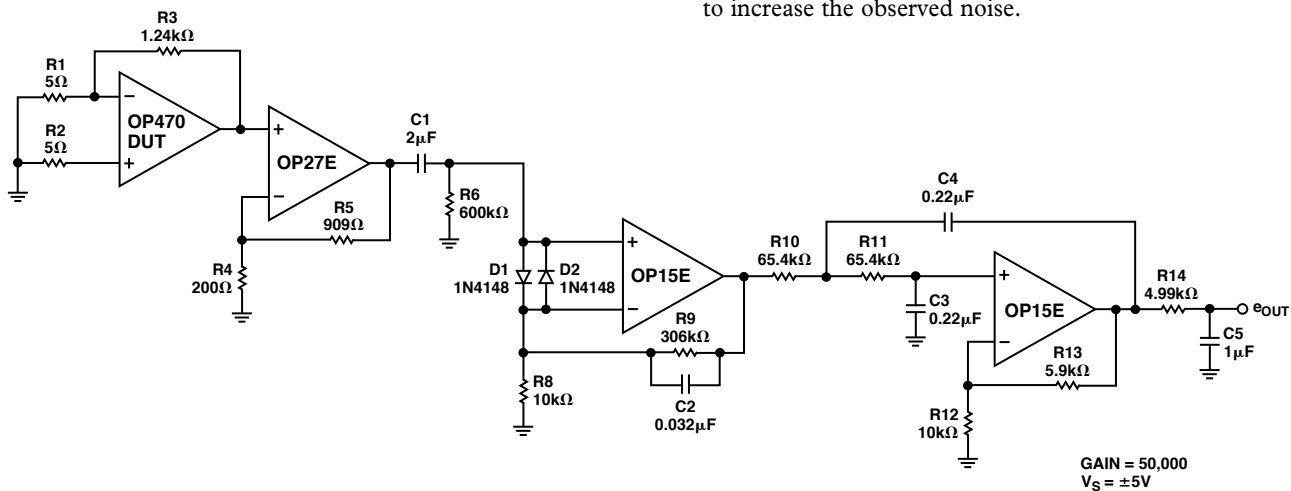 to increase the observed noise.
R3
1.24kΩ
R1
5Ω
R2
5Ω
−
+
OP470
DUT
+
−
OP27E
C1
2μF
R6
600kΩ
R5
909Ω
R4
200Ω
D1
1N4148
D2
1N4148
+
−
OP15E
R9
306kΩ
C2
0.032μF
R8
10kΩ
R10
65.4kΩ
R11
65.4kΩ
C4
0.22μF
C3
0.22μF
+
−
OP15E
R13
5.9kΩ
R12
10kΩ
R14
4.99kΩ
eOUT
C5
1μF
GAIN = 50,000
VS = ±5V